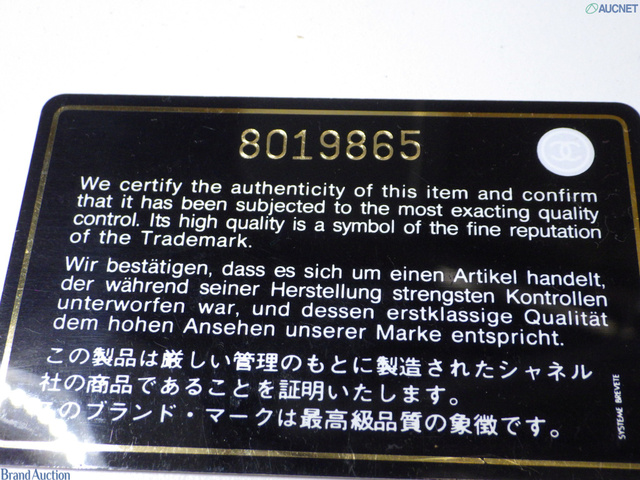 AUCNET
8019865
We certify the authenticity of this item and confirm
that it has been subjected to the most exacting quality
control. Its high quality is a symbol of the fine reputation
of the Trademark.
Wir bestätigen, dass es sich um einen Artikel handelt,
der während seiner Herstellung strengsten Kontrollen
unterworfen war, und dessen erstklassige Qualität
dem hohen Ansehen unserer Marke entspricht.
この製品は厳しい管理のもとに製造されたシャネル
社の商品であることを証明いたします。
このブランド・マークは最高級品質の象徴です。
SYSTEME BREVETE
Brand Auction